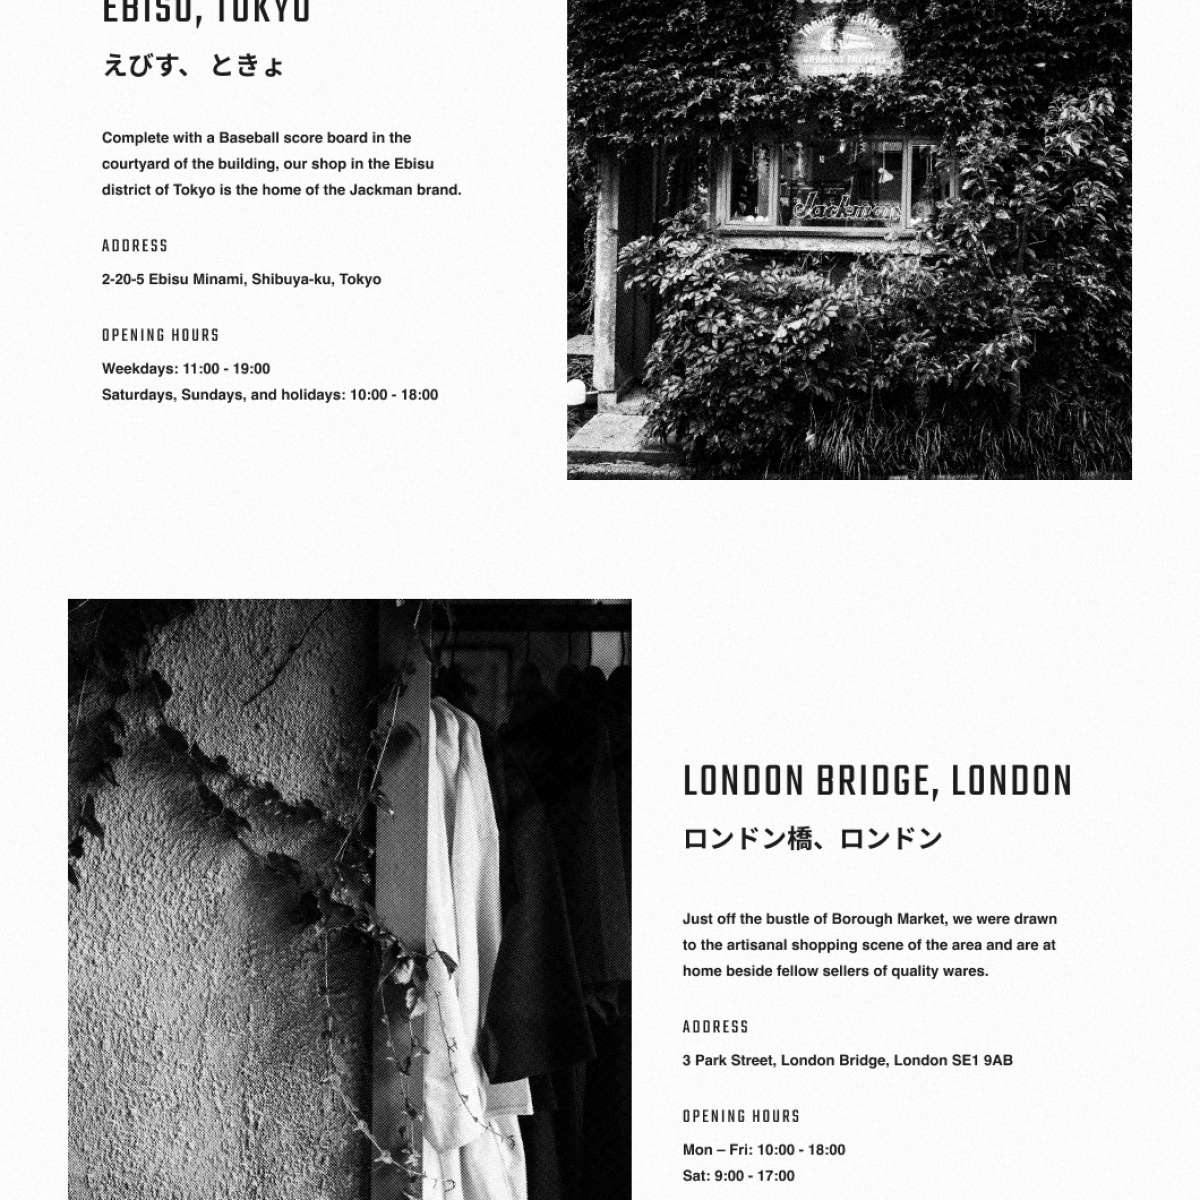 EBISU, TOKYO
えびす、 ときょ
Complete with a Baseball score board in the
courtyard of the building, our shop in the Ebisu
district of Tokyo is the home of the Jackman brand.
ADDRESS
2-20-5 Ebisu Minami, Shibuya-ku, Tokyo
OPENING HOURS
Weekdays: 11:00 - 19:00
Saturdays, Sundays, and holidays: 10:00 - 18:00
Jackman
LONDON BRIDGE, LONDON
ロンドン橋、ロンドン
Just off the bustle of Borough Market, we were drawn
to the artisanal shopping scene of the area and are at
home beside fellow sellers of quality wares.
ADDRESS
3 Park Street, London Bridge, London SE1 9AB
OPENING HOURS
Mon – Fri: 10:00 - 18:00
Sat: 9:00 - 17:00